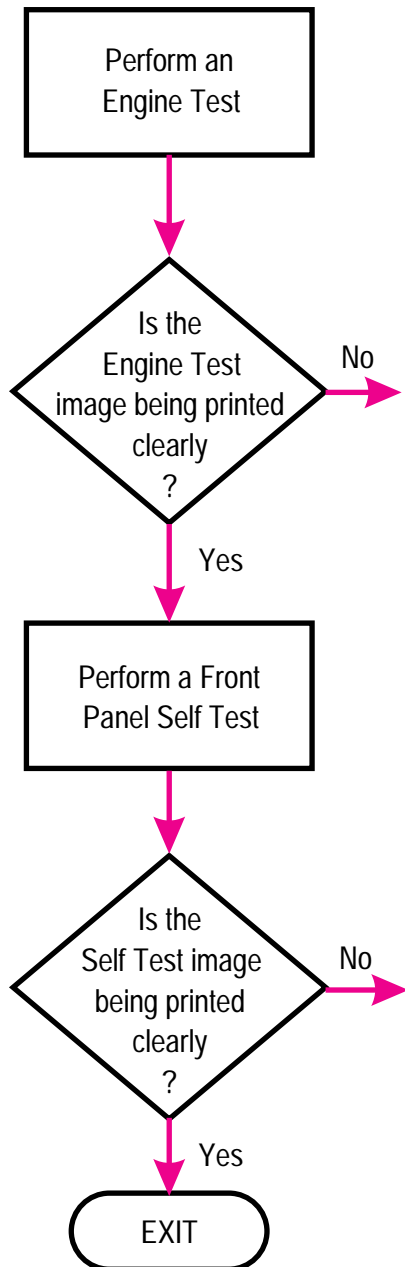 Perform an
Engine Test
Is the
Engine Test
image being printed
clearly
?
No
Yes
Perform a Front
Panel Self Test
Is the
Self Test image
being printed
clearly
?
No
Yes
EXIT